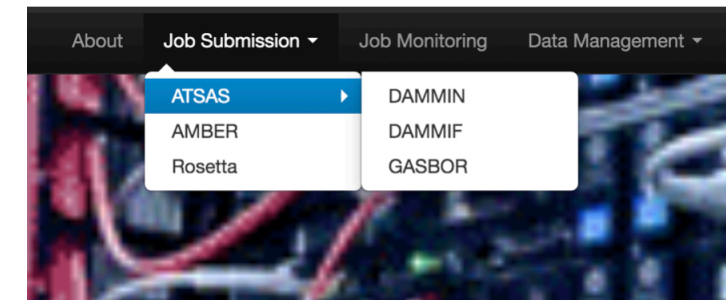 About Job Submission Job Monitoring Data Management
ATSAS DAMMIN
AMBER DAMMIF
Rosetta GASBOR